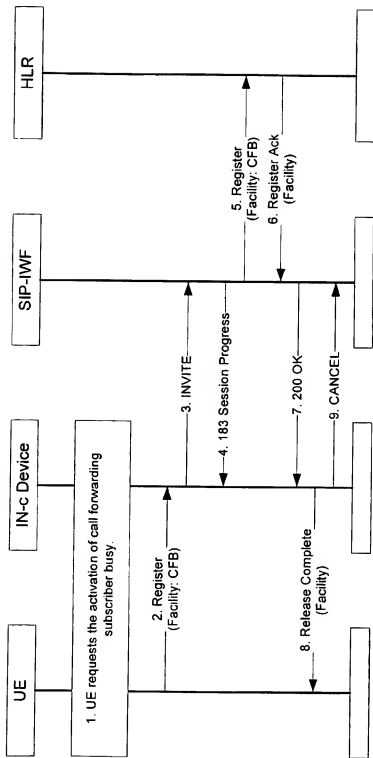 UE
IN-c Device
SIP-IWF
HLR
1. UE requests the activation of call forwarding
subscriber busy.
2. Register
(Facility: CFB)
3. INVITE
4. 183 Session Progress
5. Register
(Facility: CFB)
6. Register Ack
(Facility)
7. 200 OK
8. Release Complete
(Facility)
9. CANCEL